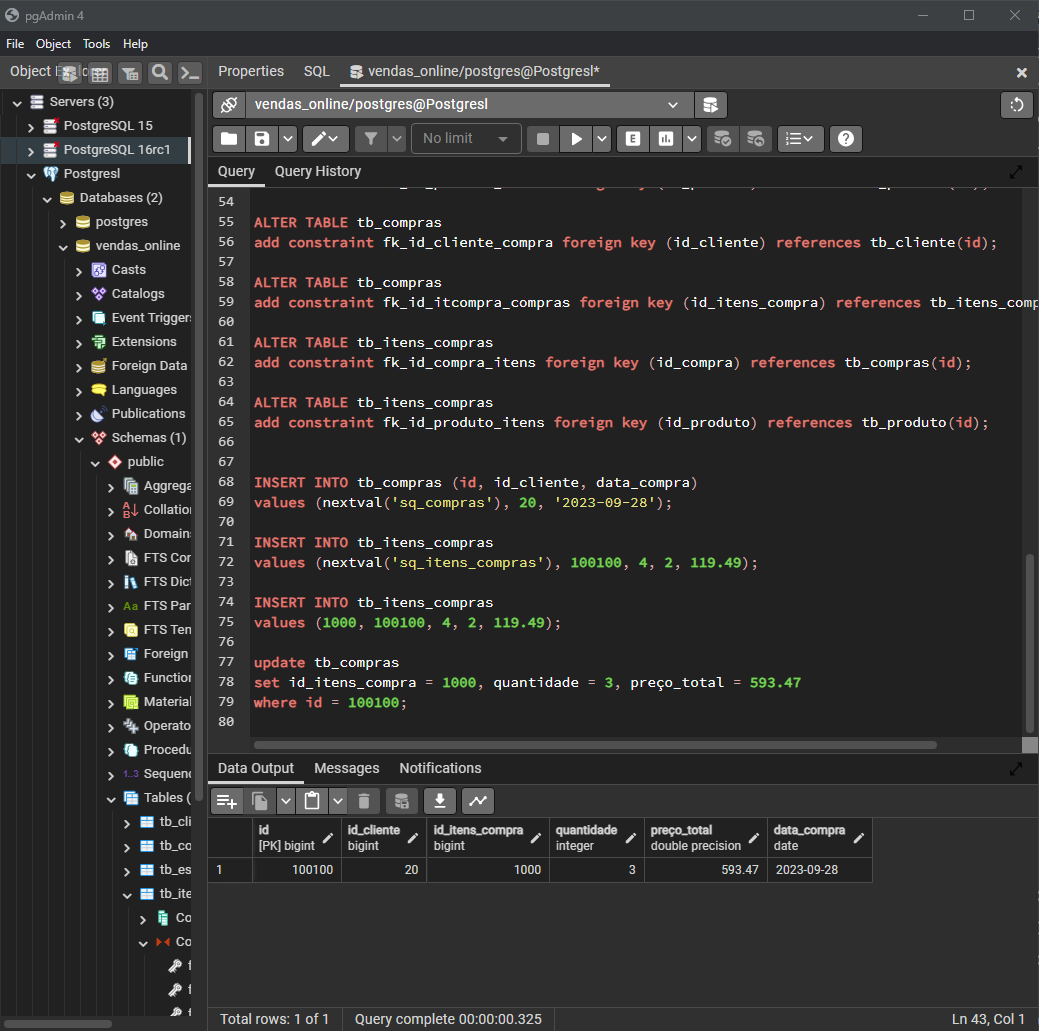 pgAdmin 4
File Object Tools Help
Object
Properties SQL vendas_online/postgres@Postgresl*
Servers (3)
PostgreSQL 15
PostgreSQL 16rc1
Postgresl
Databases (2)
postgres
vendas_online
Casts
Catalogs
Event Triggers
Extensions
Foreign Data
Languages
Publications
Schemas (1)
public
Aggrega
Collation
Domains
FTS Con
FTS Dict
Aa FTS Par
FTS Tem
Foreign
Function
Material
Operato
Procedu
1..3 Sequenc
Tables (
tb_cli
tb_co
tb_es
tb_ite
Co
Co
vendas_online/postgres@Postgresl
No limit
E
Query Query History
54
55 ALTER TABLE tb_compras
56 add constraint fk_id_cliente_compra foreign key (id_cliente) references tb_cliente(id);
57
58 ALTER TABLE tb_compras
59 add constraint fk_id_itcompra_compras foreign key (id_itens_compra) references tb_itens_comp
60
61 ALTER TABLE tb_itens_compras
62 add constraint fk_id_compra_itens foreign key (id_compra) references tb_compras(id);
63
64 ALTER TABLE tb_itens_compras
65 add constraint fk_id_produto_itens foreign key (id_produto) references tb_produto(id);
66
67
68 INSERT INTO tb_compras (id, id_cliente, data_compra)
69 values (nextval('sq_compras'), 20, '2023-09-28');
70
71 INSERT INTO tb_itens_compras
72 values (nextval('sq_itens_compras'), 100100, 4, 2, 119.49);
73
74 INSERT INTO tb_itens_compras
75 values (1000, 100100, 4, 2, 119.49);
76
77 update tb_compras
78 set id_itens_compra = 1000, quantidade = 3, preço_total = 593.47
79 where id = 100100;
80
Data Output Messages Notifications
id id_cliente id_itens_compra quantidade preço_total data_compra
[PK] bigint bigint bigint integer double precision date
1 100100 20 1000 3 593.47 2023-09-28
Total rows: 1 of 1 Query complete 00:00:00.325 Ln 43, Col 1